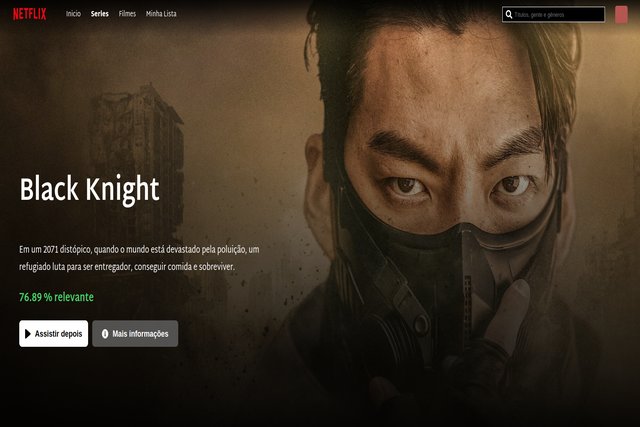 NETFLIX
Inicio Series Filmes Minha Lista
Títulos, gente e gêneros
Black Knight
Em um 2071 distópico, quando o mundo está devastado pela poluição, um
refugiado luta para ser entregador, conseguir comida e sobreviver.
76.89 % relevante
Assistir depois
Mais informações